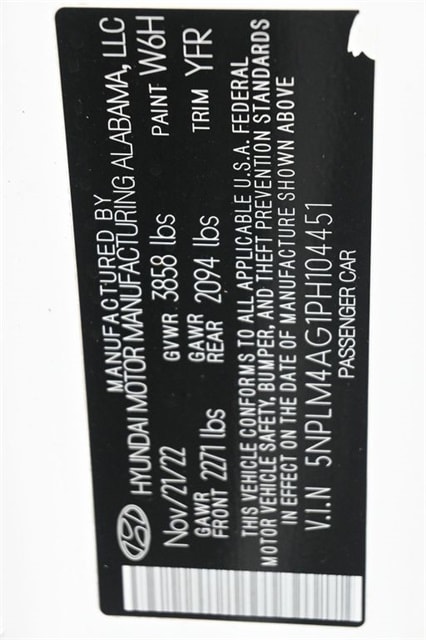 MANUFACTURED BY
HYUNDAI MOTOR MANUFACTURING ALABAMA, LLC
Nov/21/22 GVWR 3858 lbs PAINT W6H
GAWR FRONT 2271 lbs GAWR REAR 2094 lbs TRIM YFR
THIS VEHICLE CONFORMS TO ALL APPLICABLE U.S.A. FEDERAL
MOTOR VEHICLE SAFETY, BUMPER, AND THEFT PREVENTION STANDARDS
IN EFFECT ON THE DATE OF MANUFACTURE SHOWN ABOVE
V.I.N 5NPLM4AG1PH104451
PASSENGER CAR